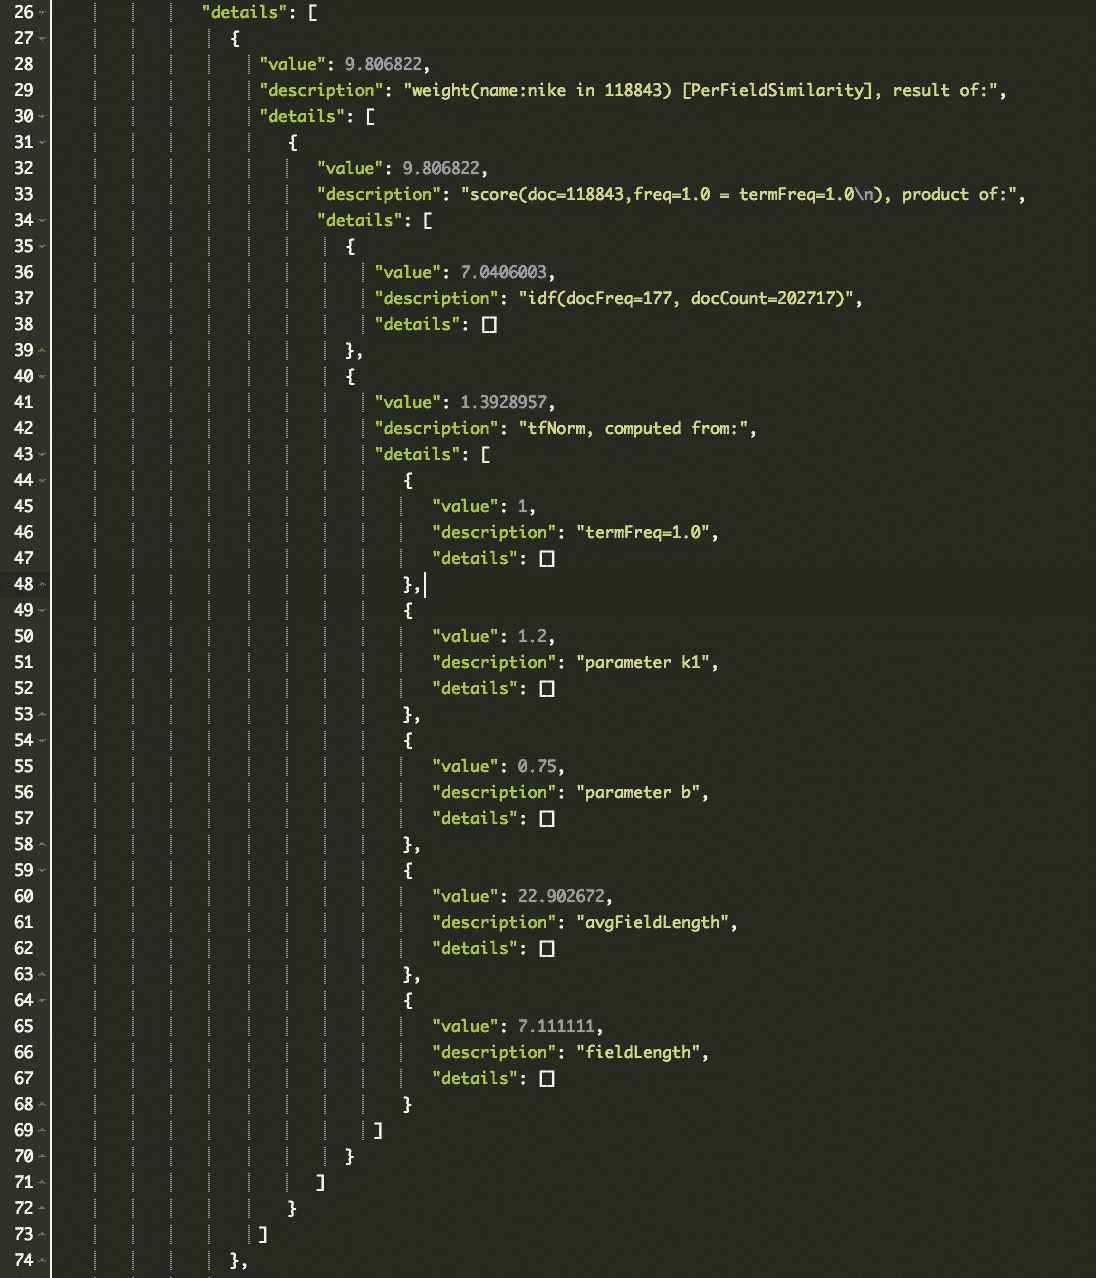 26 "details": [
27 {
28 "value": 9.806822,
29 "description": "weight(name:nike in 118843) [PerFieldSimilarity], result of:",
30 "details": [
31 {
32 "value": 9.806822,
33 "description": "score(doc=118843,freq=1.0 = termFreq=1.0\n), product of:",
34 "details": [
35 {
36 "value": 7.0406003,
37 "description": "idf(docFreq=177, docCount=202717)",
38 "details": []
39 },
40 {
41 "value": 1.3928957,
42 "description": "tfNorm, computed from:",
43 "details": [
44 {
45 "value": 1,
46 "description": "termFreq=1.0",
47 "details": []
48 },
49 {
50 "value": 1.2,
51 "description": "parameter k1",
52 "details": []
53 },
54 {
55 "value": 0.75,
56 "description": "parameter b",
57 "details": []
58 },
59 {
60 "value": 22.902672,
61 "description": "avgFieldLength",
62 "details": []
63 },
64 {
65 "value": 7.111111,
66 "description": "fieldLength",
67 "details": []
68 }
69 ]
70 }
71 ]
72 }
73 ]
74 },